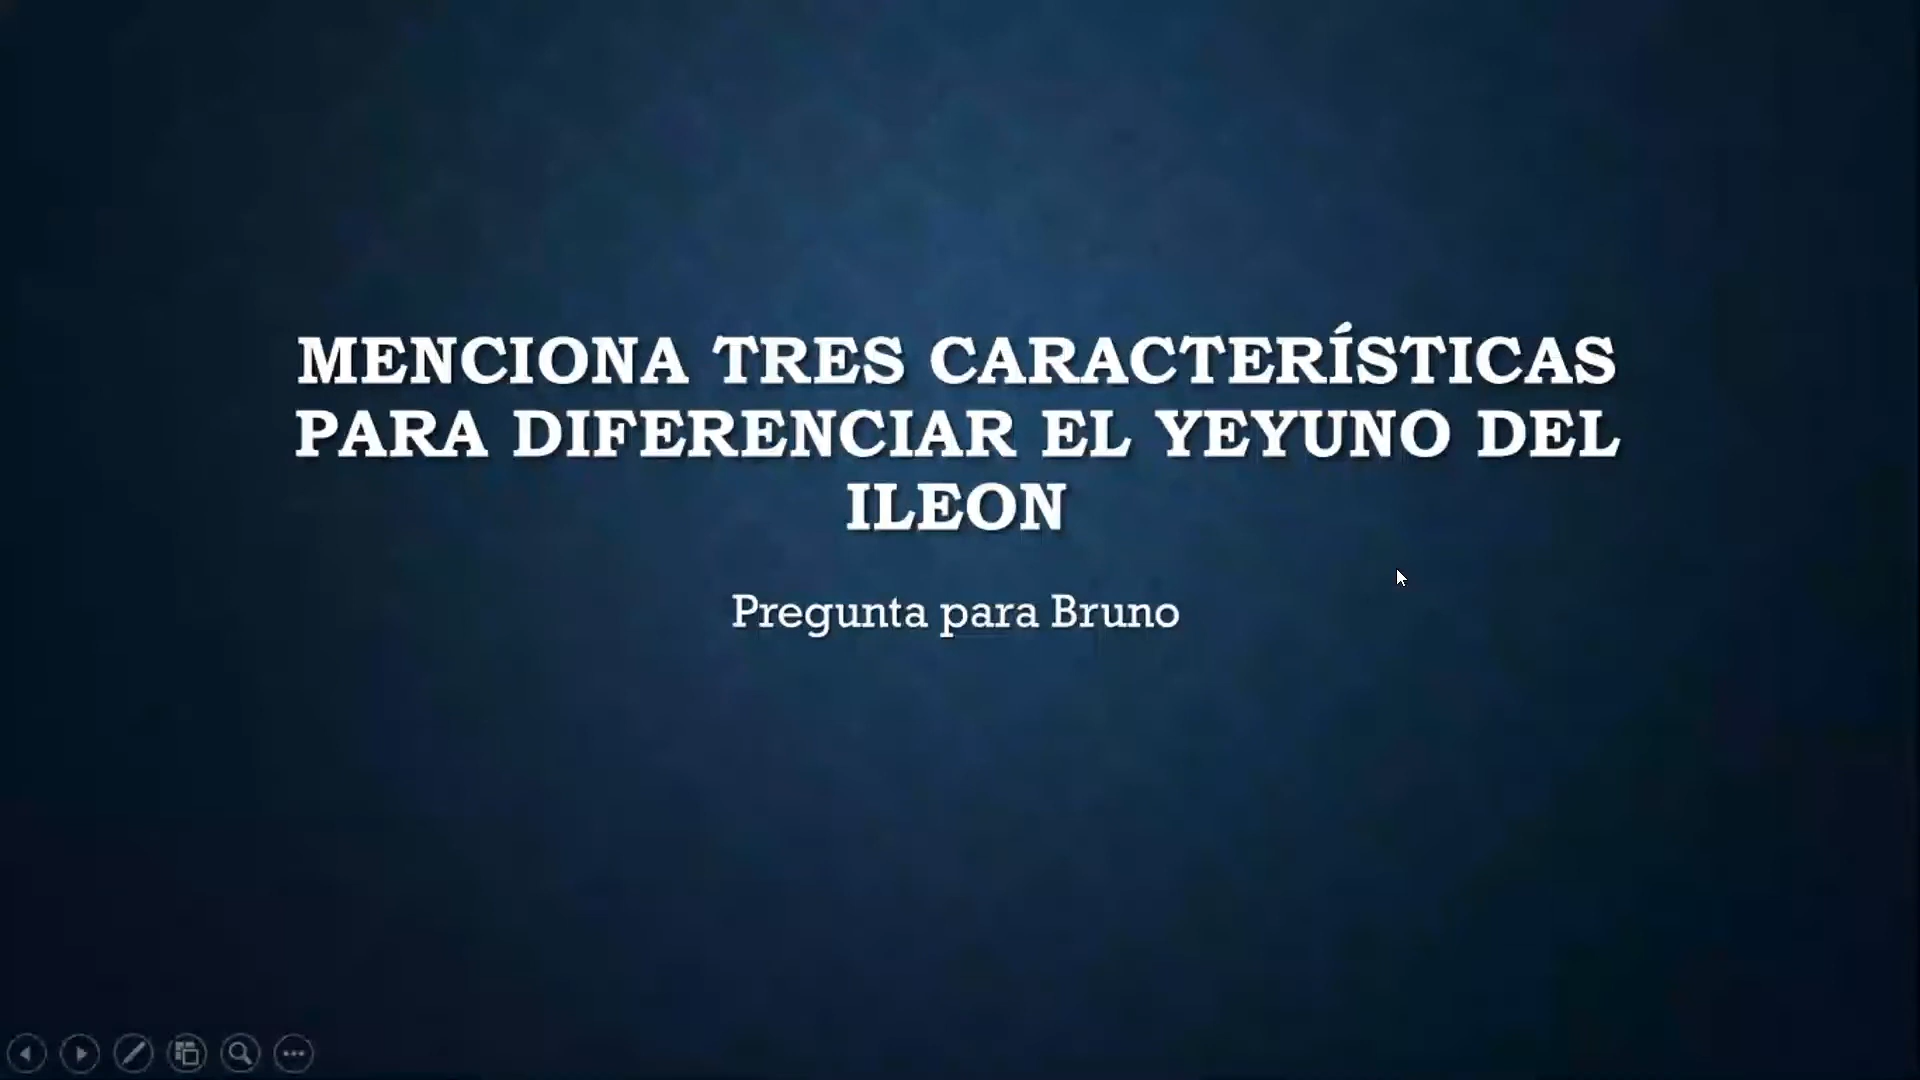 MENCIONA TRES CARACTERÍSTICAS
PARA DIFERENCIAR EL YEYUNO DEL
ILEON
Pregunta para Bruno